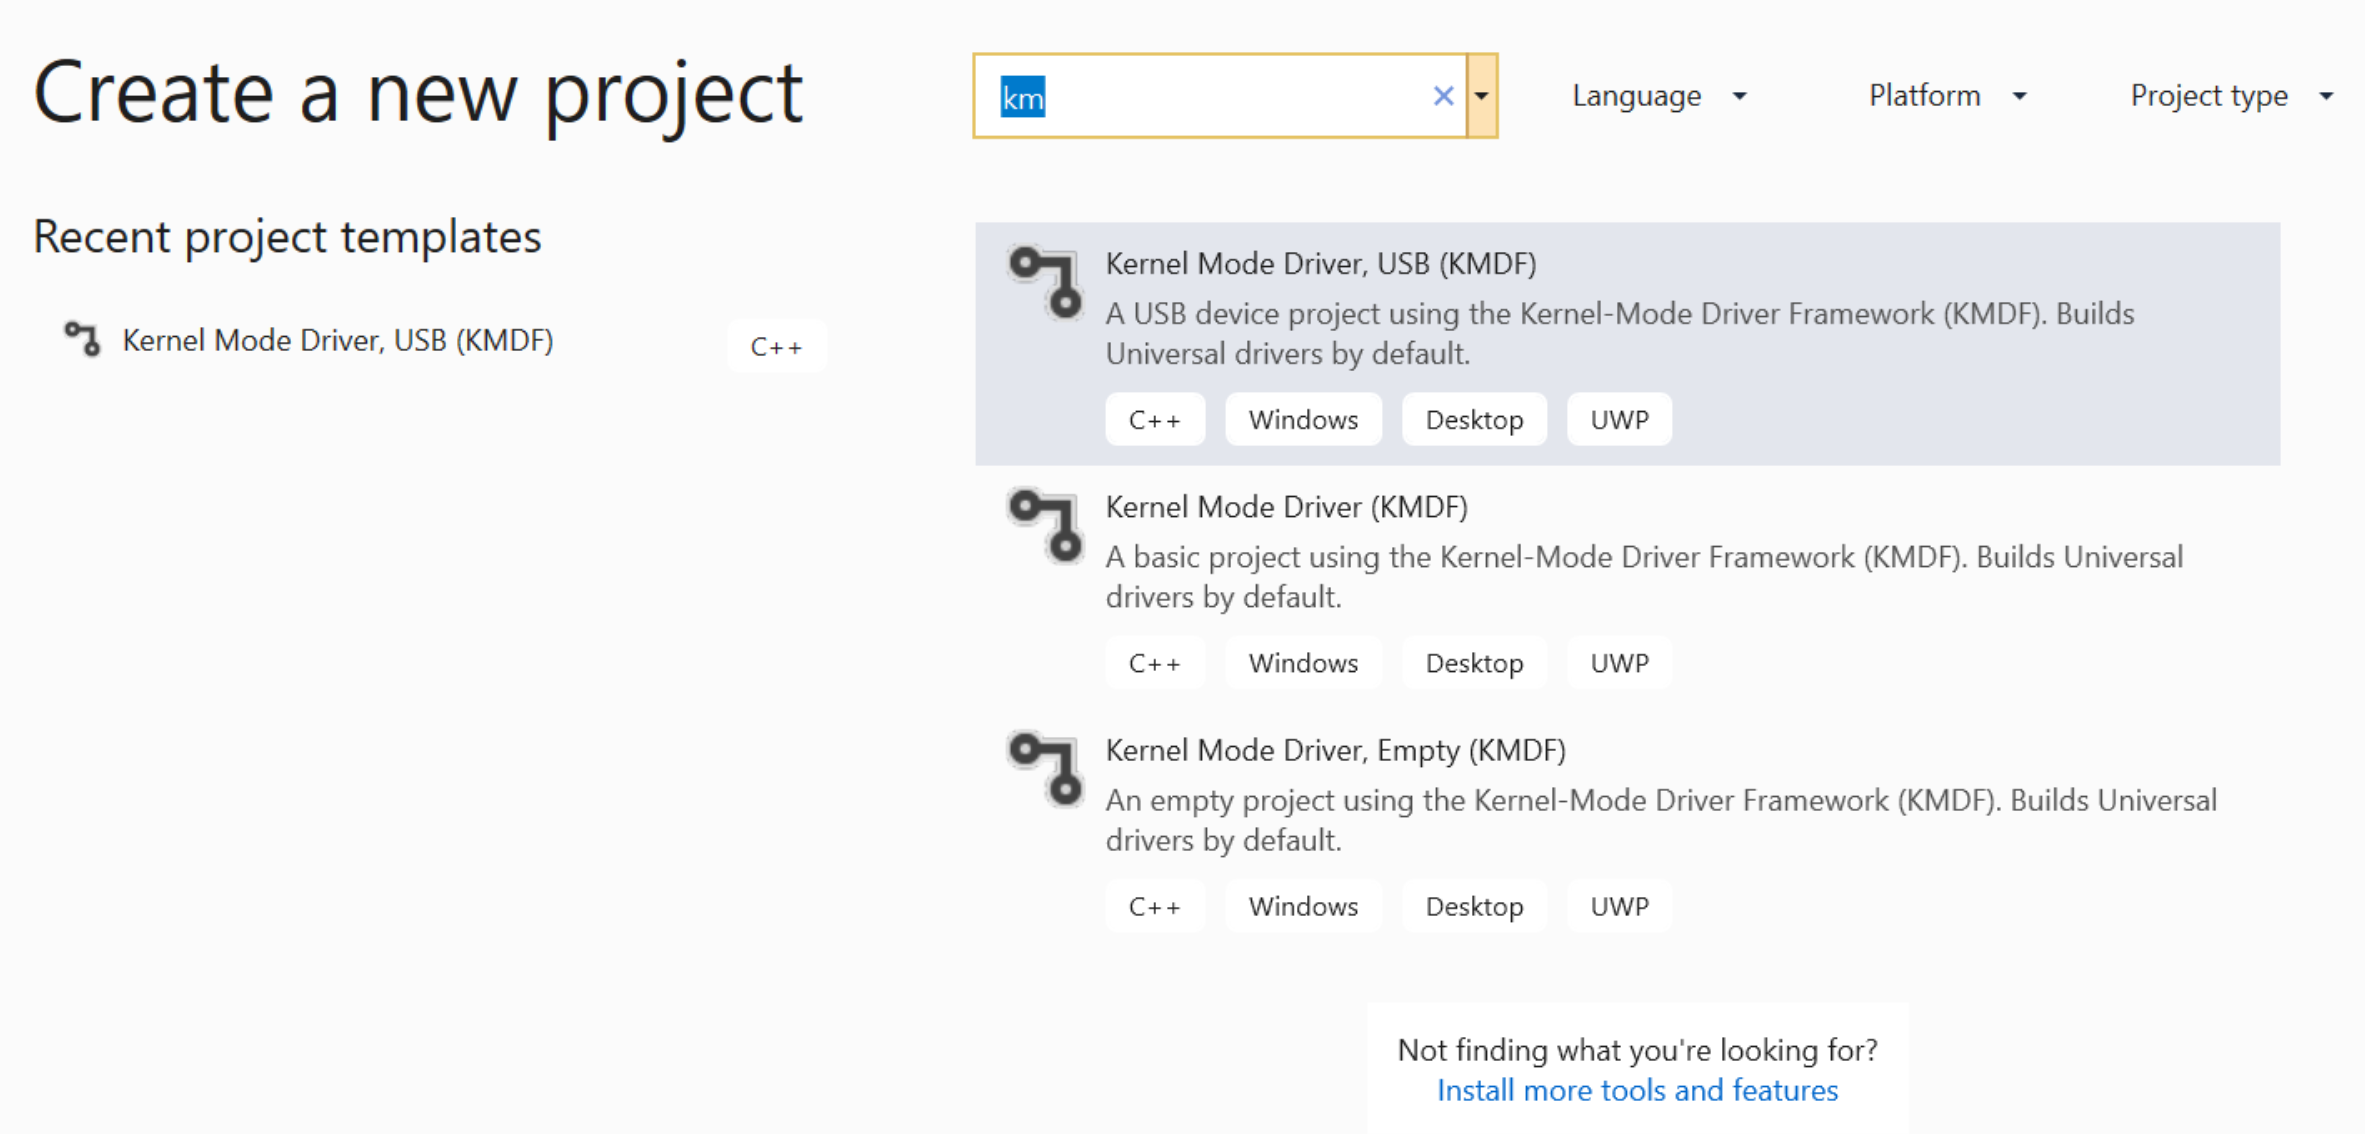 Create a new project
km
Language
Platform
Project type
Recent project templates
Kernel Mode Driver, USB (KMDF)
C++
Kernel Mode Driver, USB (KMDF)
A USB device project using the Kernel-Mode Driver Framework (KMDF). Builds
Universal drivers by default.
C++ Windows Desktop UWP
Kernel Mode Driver (KMDF)
A basic project using the Kernel-Mode Driver Framework (KMDF). Builds Universal
drivers by default.
C++ Windows Desktop UWP
Kernel Mode Driver, Empty (KMDF)
An empty project using the Kernel-Mode Driver Framework (KMDF). Builds Universal
drivers by default.
C++ Windows Desktop UWP
Not finding what you're looking for?
Install more tools and features